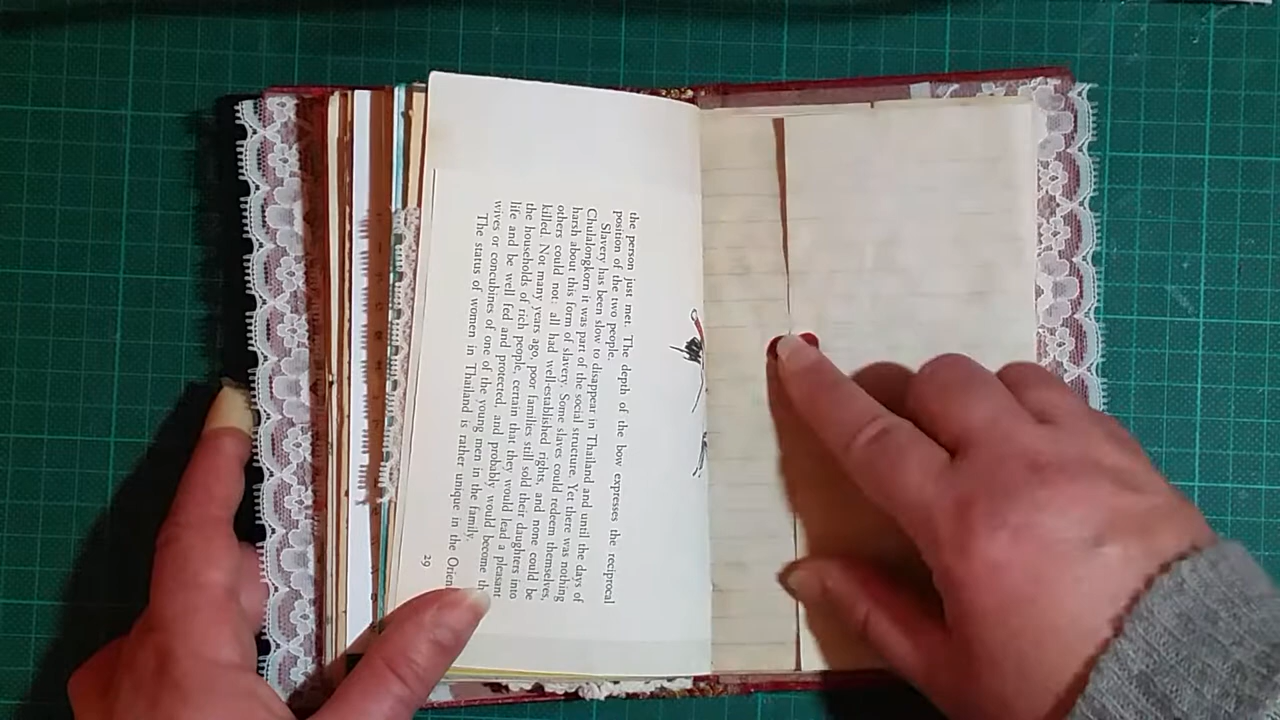 the person just met. The depth of the bow expresses the reciprocal
position of the two people.
Slavery has been slow to disappear in Thailand and until the days of
Chulalongkorn it was part of the social structure. Yet there was nothing
harsh about this form of slavery. Some slaves could redeem themselves,
others could not: all had well-established rights, and none could be
killed. Not many years ago, poor families still sold their daughters into
the households of rich people, certain that they would lead a pleasant
life and be well fed and protected, and probably would become th
wives or concubines of one of the young men in the family.
The status of women in Thailand is rather unique in the Orien
29